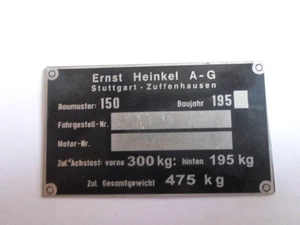 Ernst Heinkel A-G
Stuttgart - Zuffenhausen
Baumuster: 150 Baujahr 195
Fahrgestell-Nr.
Motor-Nr.
Zul. Achslast: vorne 300 kg: hinten 195 kg
Zul. Gesamtgewicht 475 kg